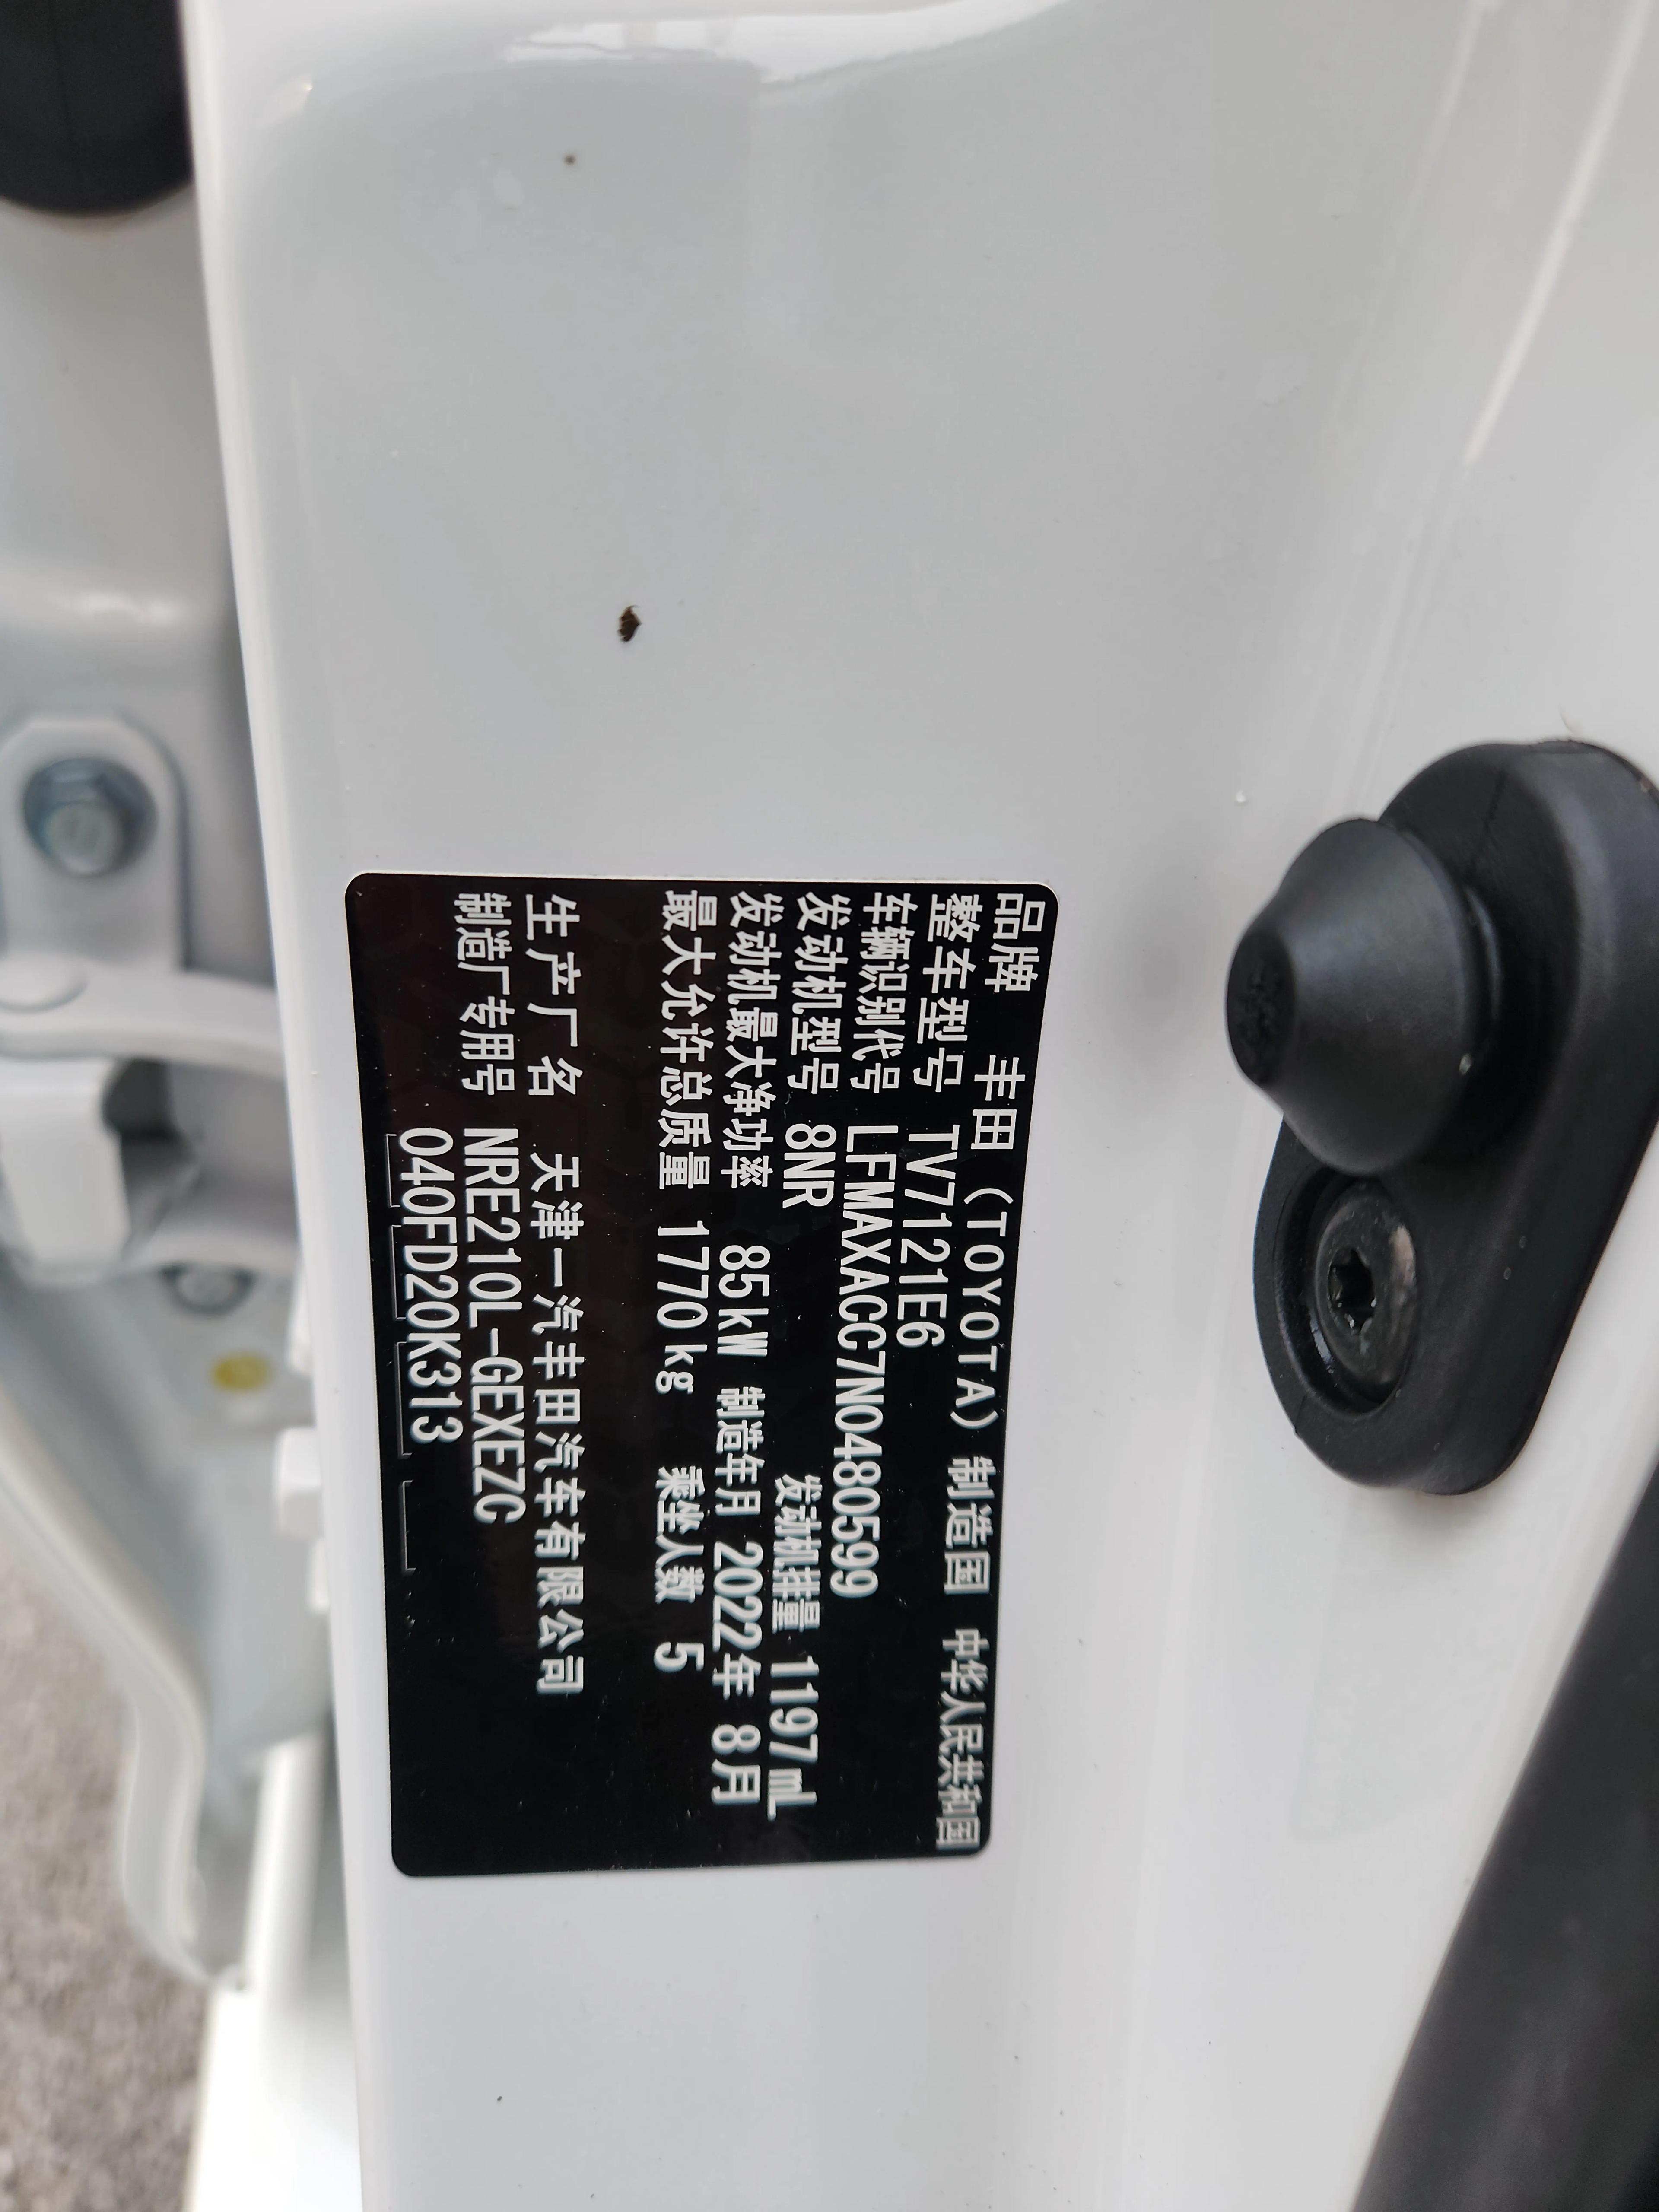 品牌 丰田（TOYOTA）制造国 中华人民共和国
整车型号 TV7121E6
车辆识别代号 LFMAXACC7N0480599
发动机型号 8NR 发动机排量 1197mL
发动机最大净功率 85kW 制造年月 2022年 8月
最大允许总质量 1770kg 乘坐人数 5
生产厂名 天津一汽丰田汽车有限公司
制造厂专用号 NRE210L-GEXEZC
040FD20K313